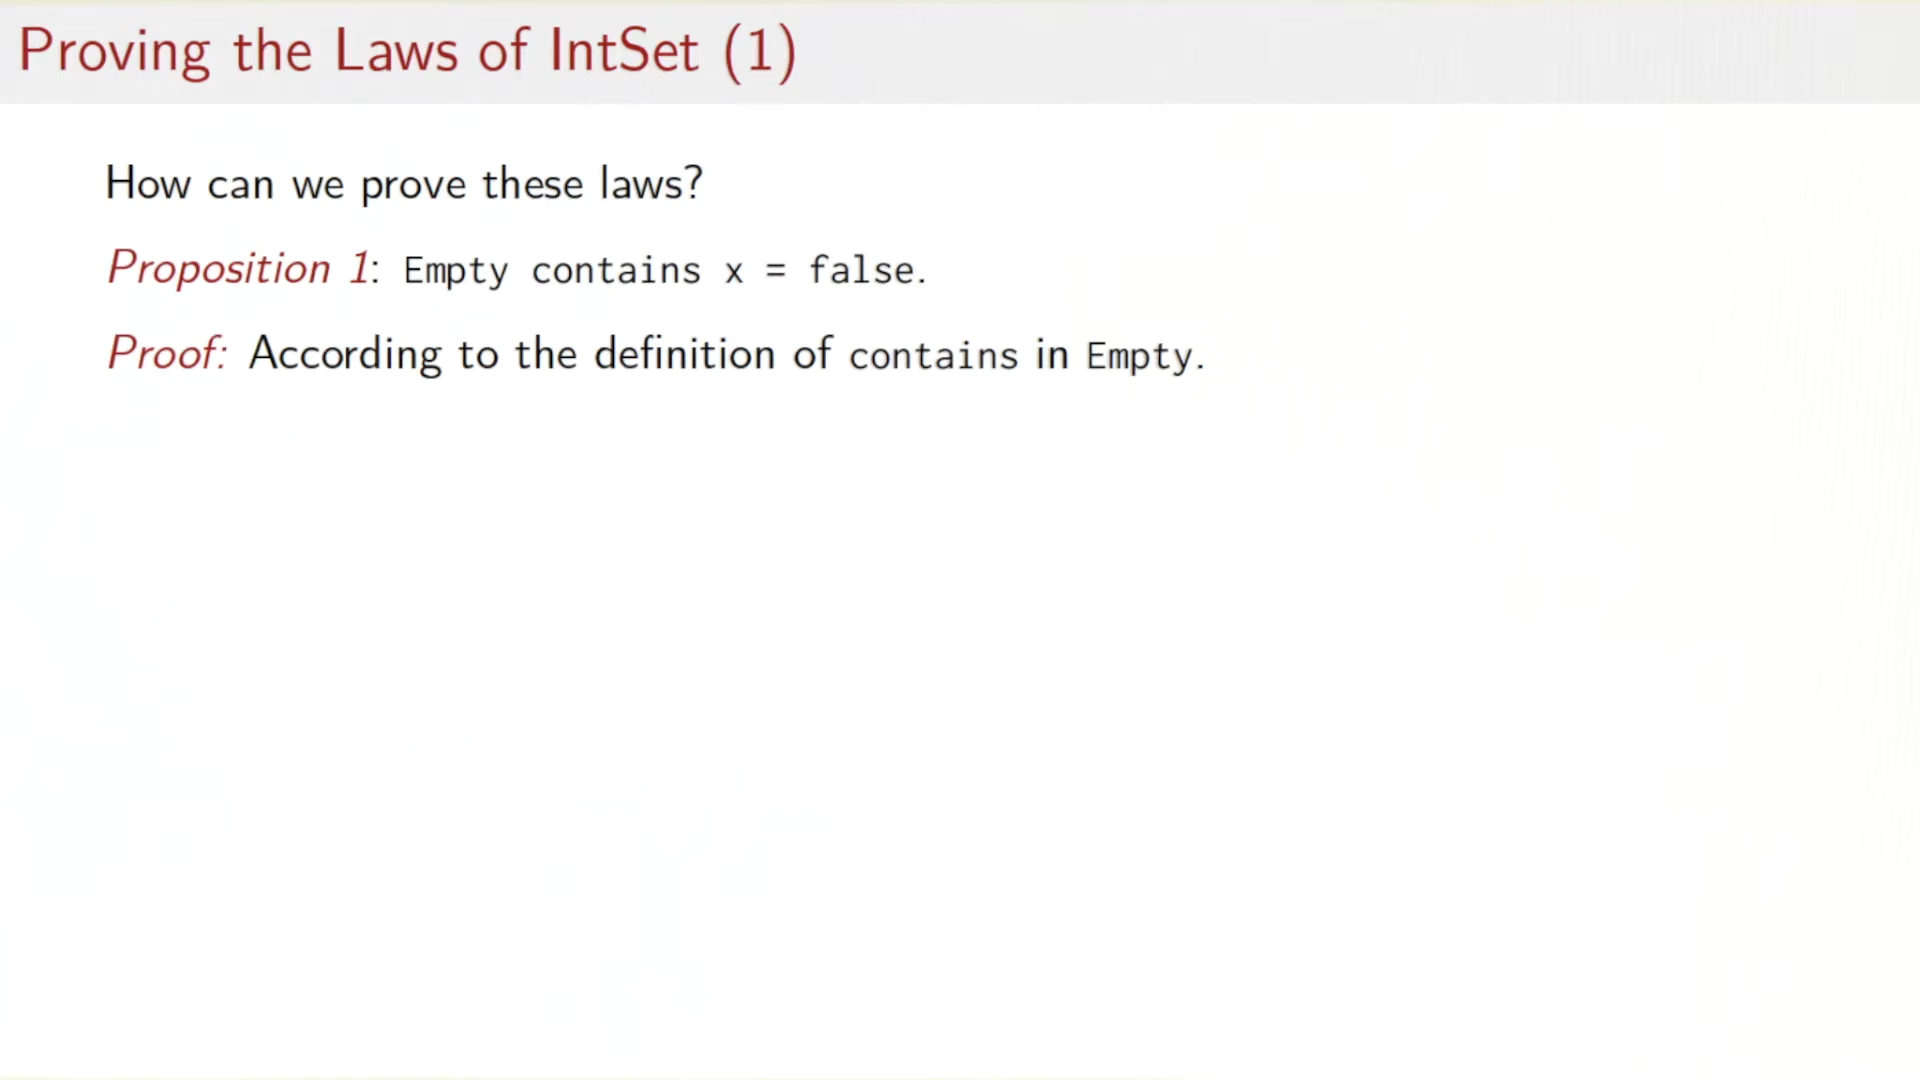 Proving the Laws of IntSet (1)
How can we prove these laws?
Proposition 1: Empty contains x = false.
Proof: According to the definition of contains in Empty.